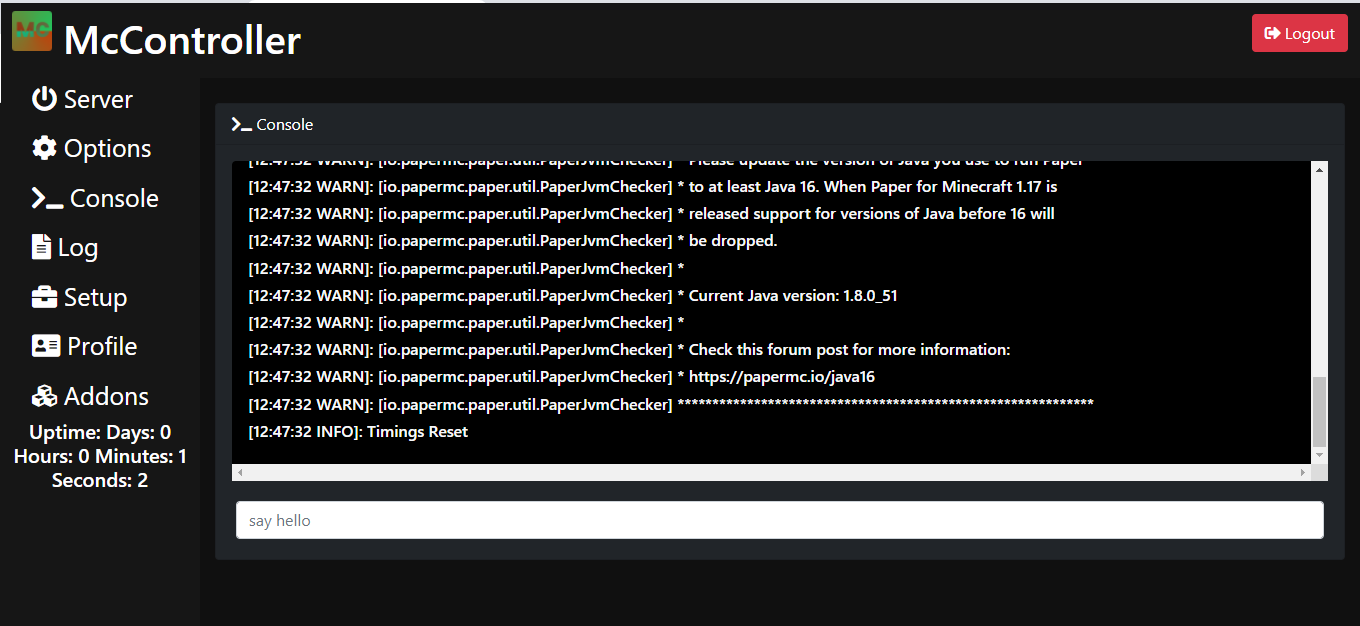 MC
McController
Logout
Server
Options
Console
Log
Setup
Profile
Addons
Uptime: Days: 0
Hours: 0 Minutes: 1
Seconds: 2
Console
[12:47:32 WARN]: [io.papermc.paper.util.PaperJvmChecker] * Please update the version of Java you use to run Paper
[12:47:32 WARN]: [io.papermc.paper.util.PaperJvmChecker] * to at least Java 16. When Paper for Minecraft 1.17 is
[12:47:32 WARN]: [io.papermc.paper.util.PaperJvmChecker] * released support for versions of Java before 16 will
[12:47:32 WARN]: [io.papermc.paper.util.PaperJvmChecker] * be dropped.
[12:47:32 WARN]: [io.papermc.paper.util.PaperJvmChecker] *
[12:47:32 WARN]: [io.papermc.paper.util.PaperJvmChecker] * Current Java version: 1.8.0_51
[12:47:32 WARN]: [io.papermc.paper.util.PaperJvmChecker] *
[12:47:32 WARN]: [io.papermc.paper.util.PaperJvmChecker] * Check this forum post for more information:
[12:47:32 WARN]: [io.papermc.paper.util.PaperJvmChecker] * https://papermc.io/java16
[12:47:32 WARN]: [io.papermc.paper.util.PaperJvmChecker] ************************************************************
[12:47:32 INFO]: Timings Reset
say hello